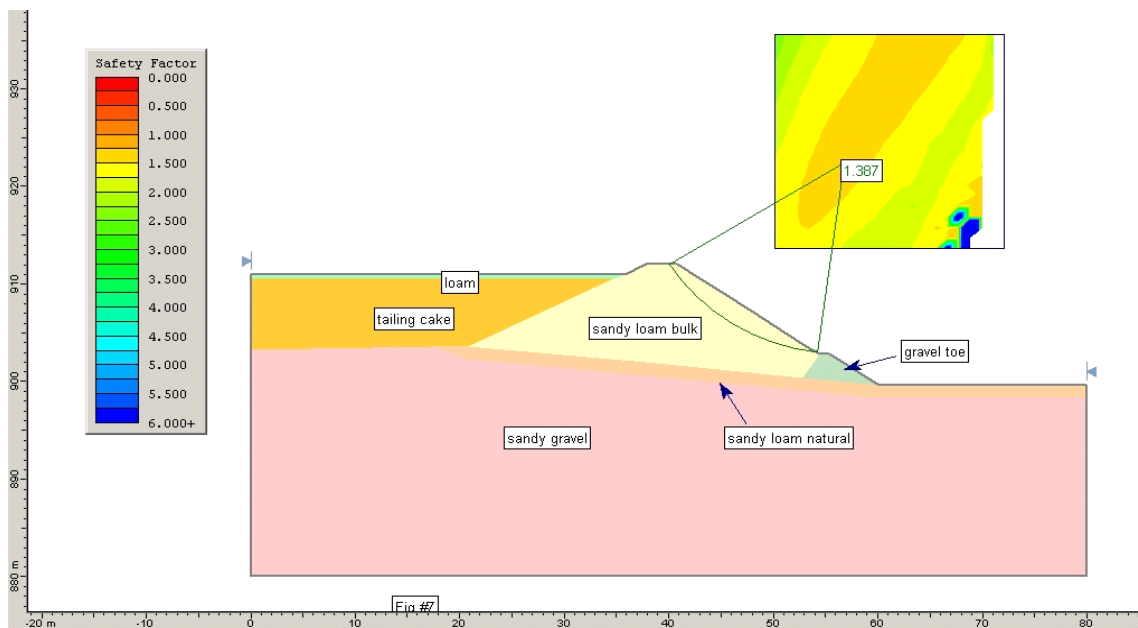 Safety Factor
0.000
0.500
1.000
1.500
2.000
2.500
3.000
3.500
4.000
4.500
5.000
5.500
6.000+
930
920
910
900
890
880 m
1.387
loam
tailing cake
sandy loam bulk
gravel toe
sandy gravel
sandy loam natural
Fig #7
-20 m
-10
0
10
20
30
40
50
60
70
80